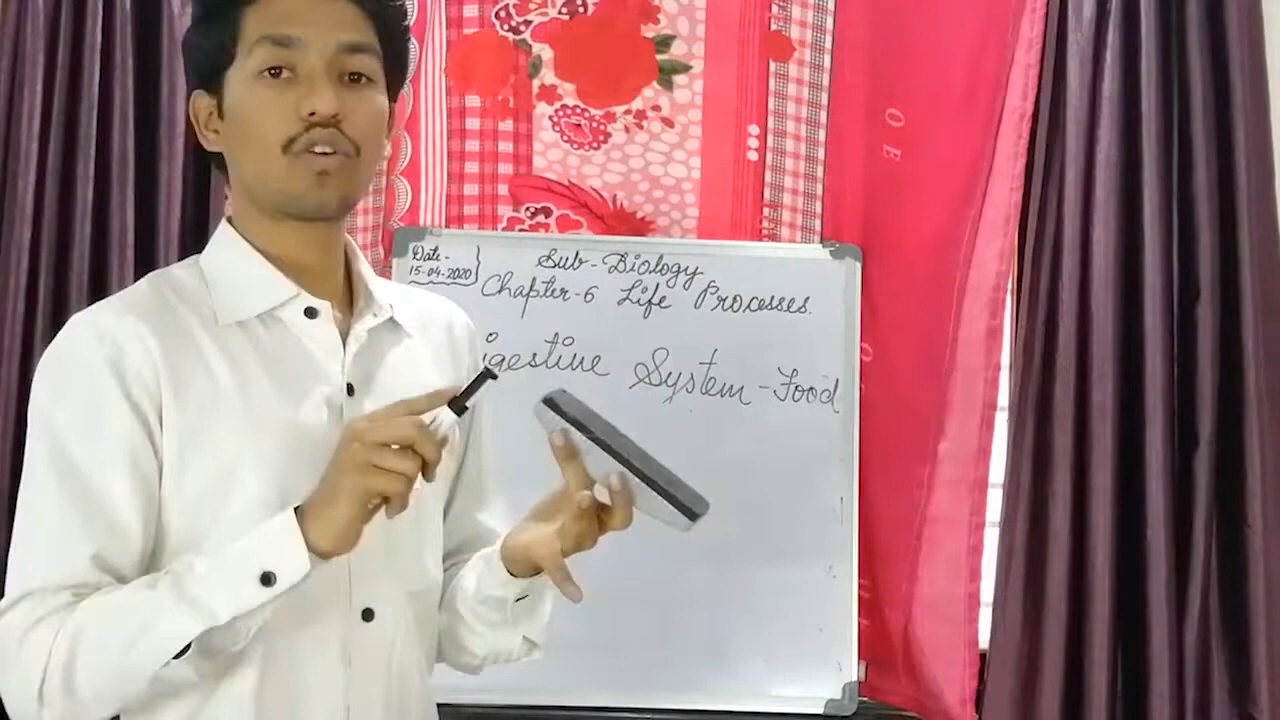 Date-
15-04-2020
Sub-Biology
Chapter-6 Life Processes.
igestive System-Food
O E